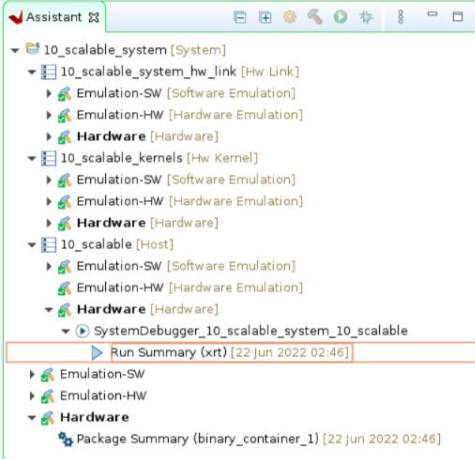 Assistant
10_scalable_system [System]
10_scalable_system_hw_link [Hw Link]
Emulation-SW [Software Emulation]
Emulation-HW [Hardware Emulation]
Hardware [Hardware]
10_scalable_kernels [Hw Kernel]
Emulation-SW [Software Emulation]
Emulation-HW [Hardware Emulation]
Hardware [Hardware]
10_scalable [Host]
Emulation-SW [Software Emulation]
Emulation-HW [Hardware Emulation]
Hardware [Hardware]
SystemDebugger_10_scalable_system_10_scalable
Run Summary (xrt) [22 Jun 2022 02:46]
Emulation-SW
Emulation-HW
Hardware
Package Summary (binary_container_1) [22 Jun 2022 02:46]